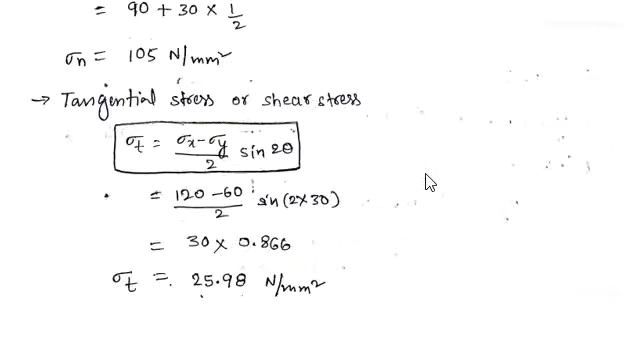 = 90 + 30 × 1/2
σn = 105 N/mm²
→ Tangential stress or shear stress
σt = (σx-σy)/2 sin 2θ
= (120-60)/2 sin(2×30)
= 30 × 0.866
σt = 25.98 N/mm²